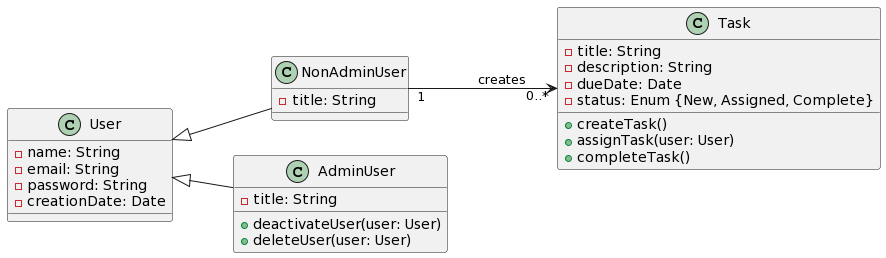 C User
name: String
email: String
password: String
creationDate: Date
C NonAdminUser
title: String
C AdminUser
title: String
deactivateUser(user: User)
deleteUser(user: User)
creates
1
0..*
C Task
title: String
description: String
dueDate: Date
status: Enum {New, Assigned, Complete}
createTask()
assignTask(user: User)
completeTask()